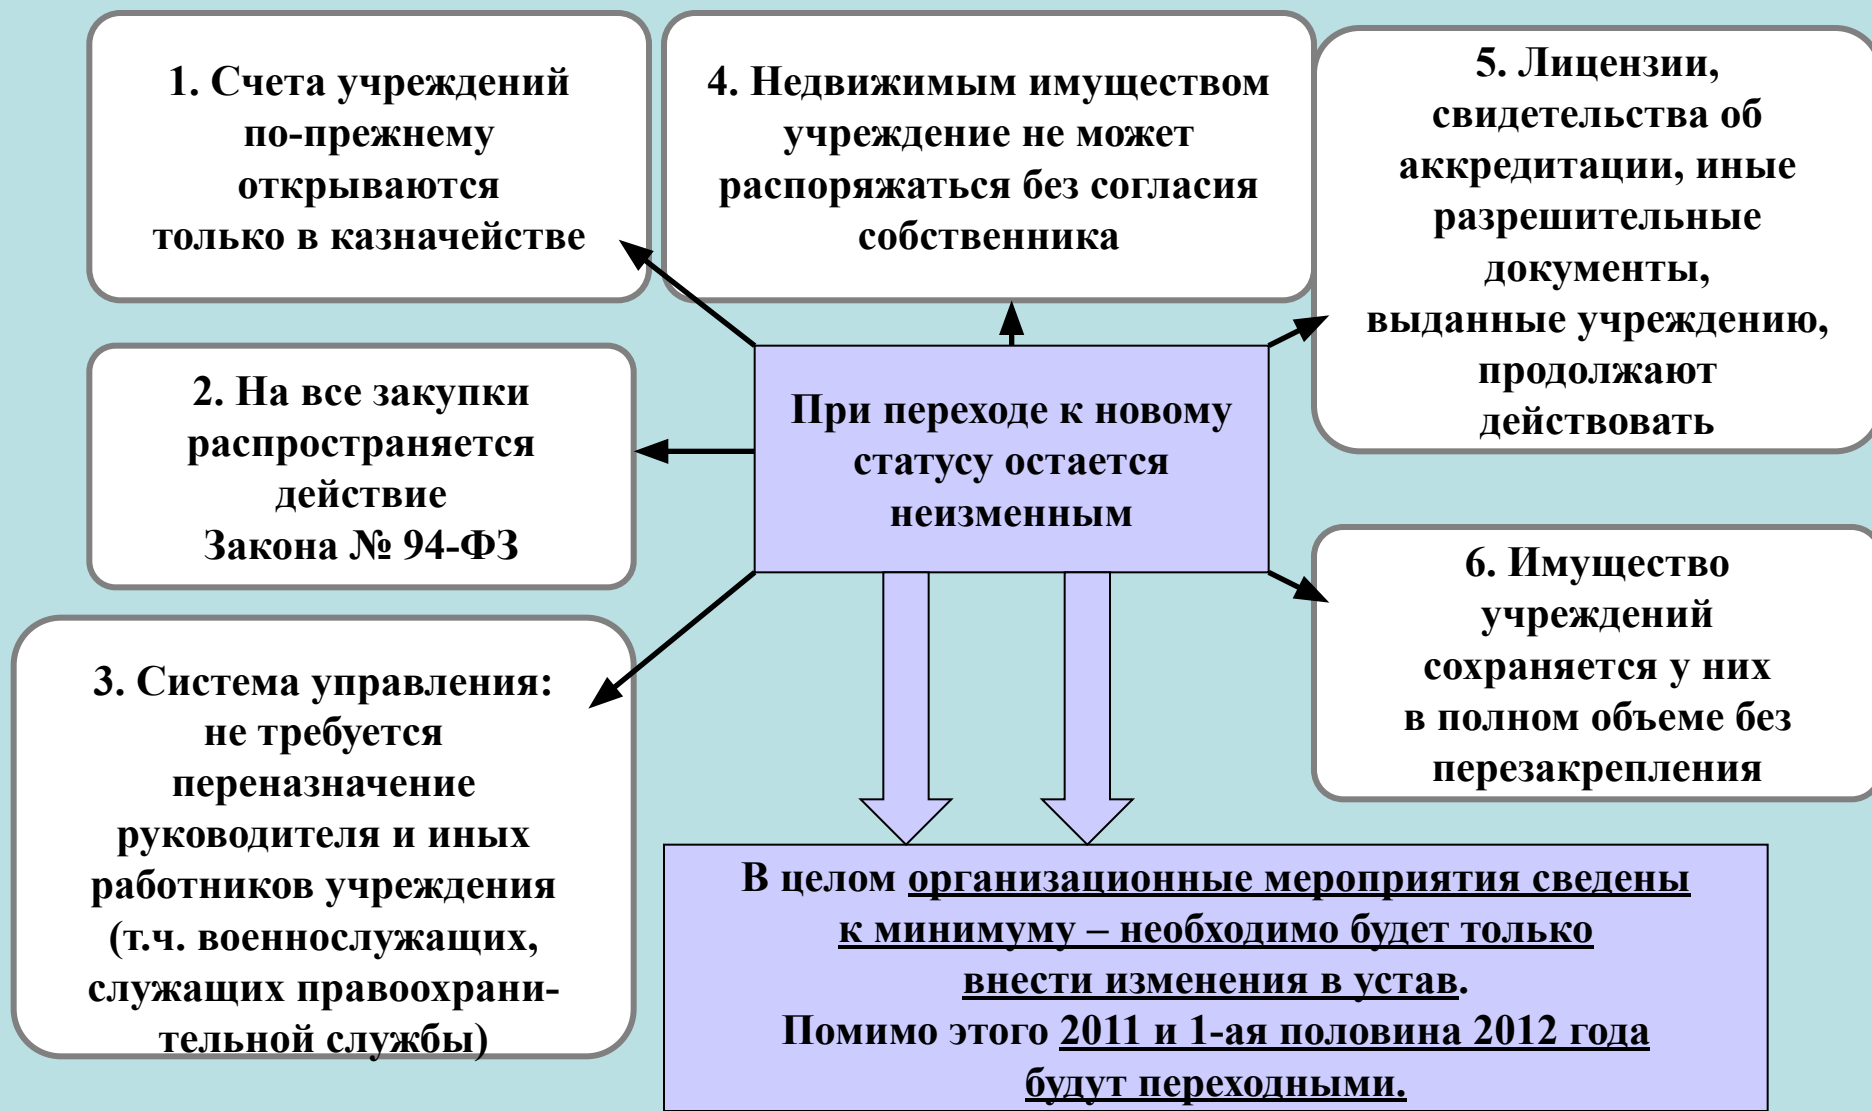 1. Счета учреждений
по-прежнему
открываются
только в казначействе
2. На все закупки
распространяется
действие
Закона № 94-ФЗ
3. Система управления:
не требуется
переназначение
руководителя и иных
работников учреждения
(т.ч. военнослужащих,
служащих правоохрани-
тельной службы)
4. Недвижимым имуществом
учреждение не может
распоряжаться без согласия
собственника
5. Лицензии,
свидетельства об
аккредитации, иные
разрешительные
документы,
выданные учреждению,
продолжают
действовать
6. Имущество
учреждений
сохраняется у них
в полном объеме без
перезакрепления
При переходе к новому
статусу остается
неизменным
В целом организационные мероприятия сведены
к минимуму – необходимо будет только
внести изменения в устав.
Помимо этого 2011 и 1-ая половина 2012 года
будут переходными.